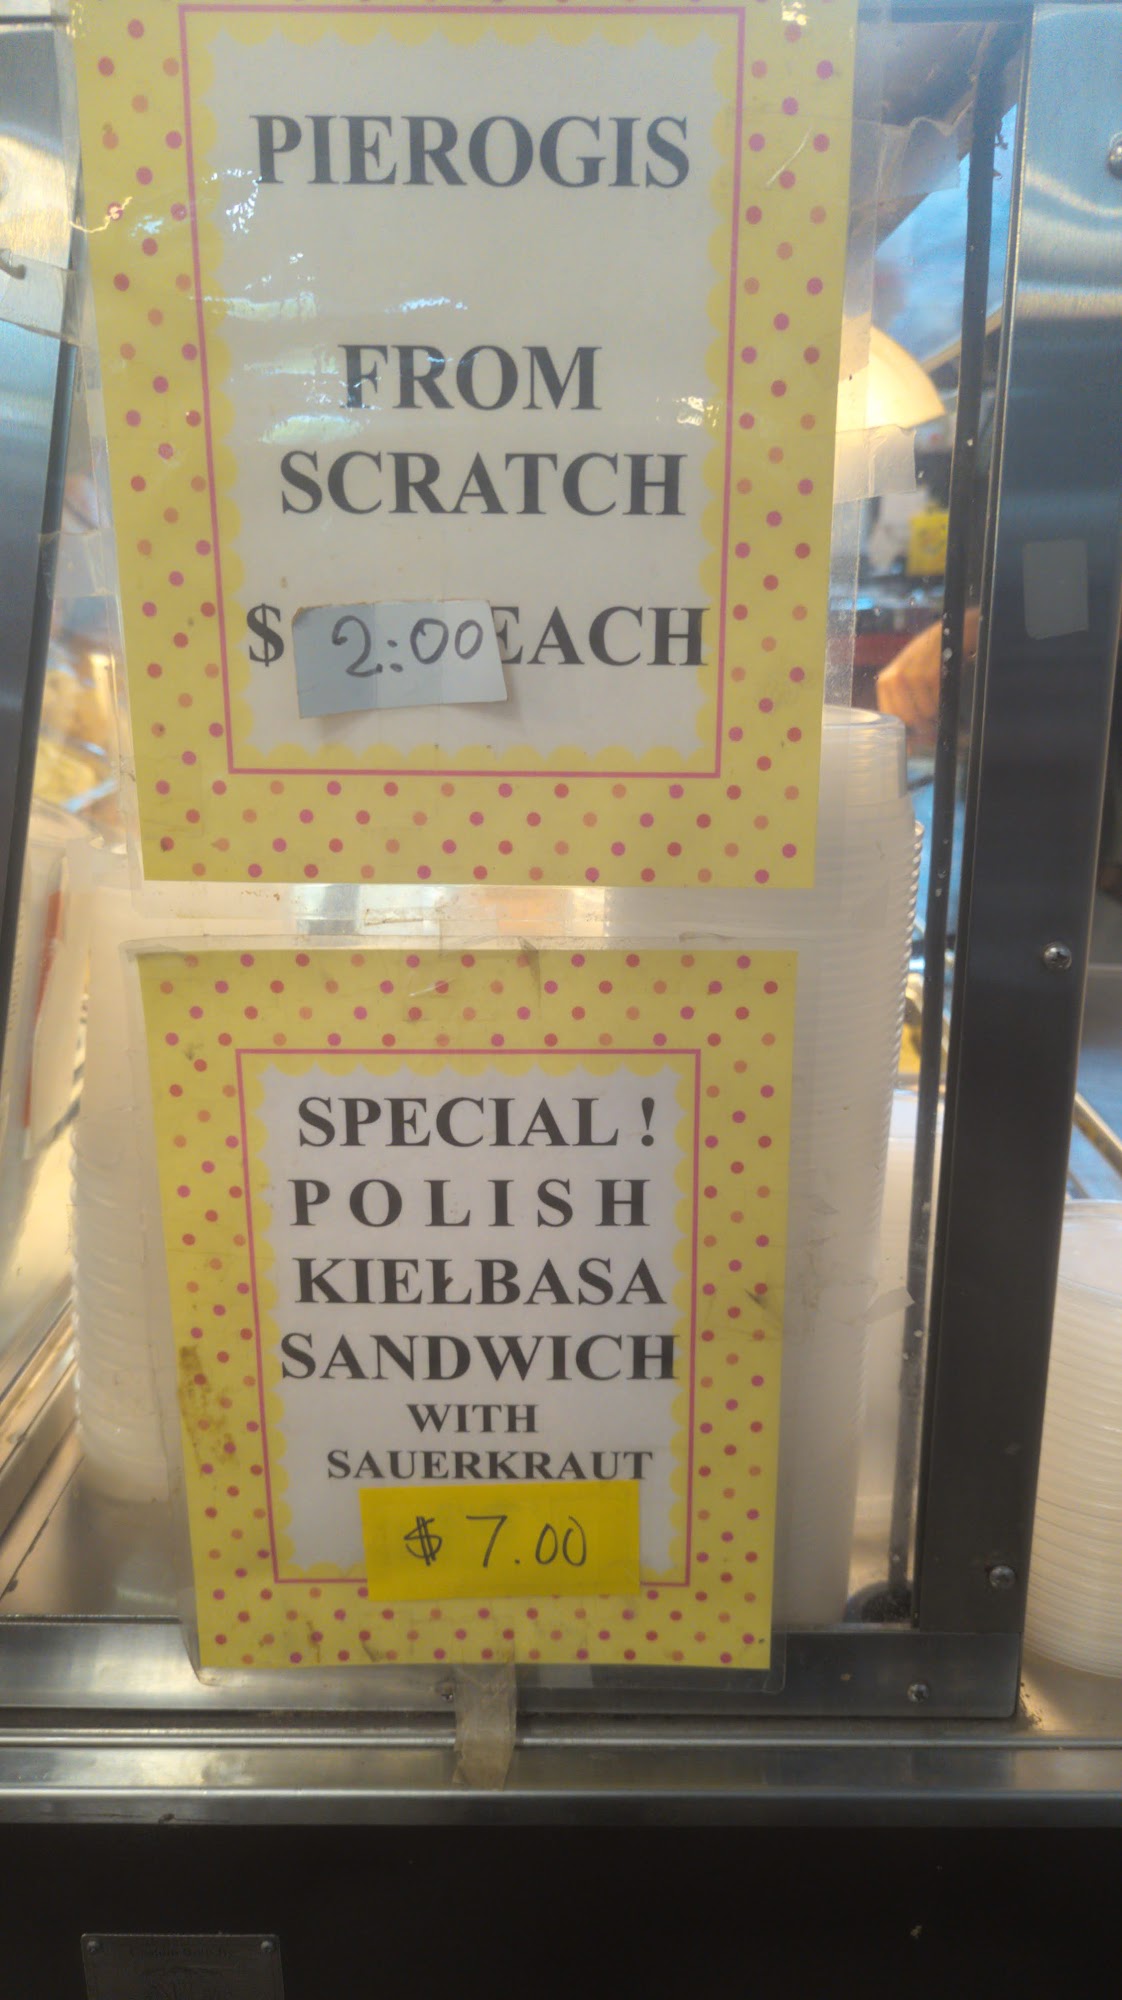 PIEROGIS
FROM
SCRATCH
$ 2:00 EACH
SPECIAL !
POLISH
KIEŁBASA
SANDWICH
WITH
SAUERKRAUT
$ 7.00